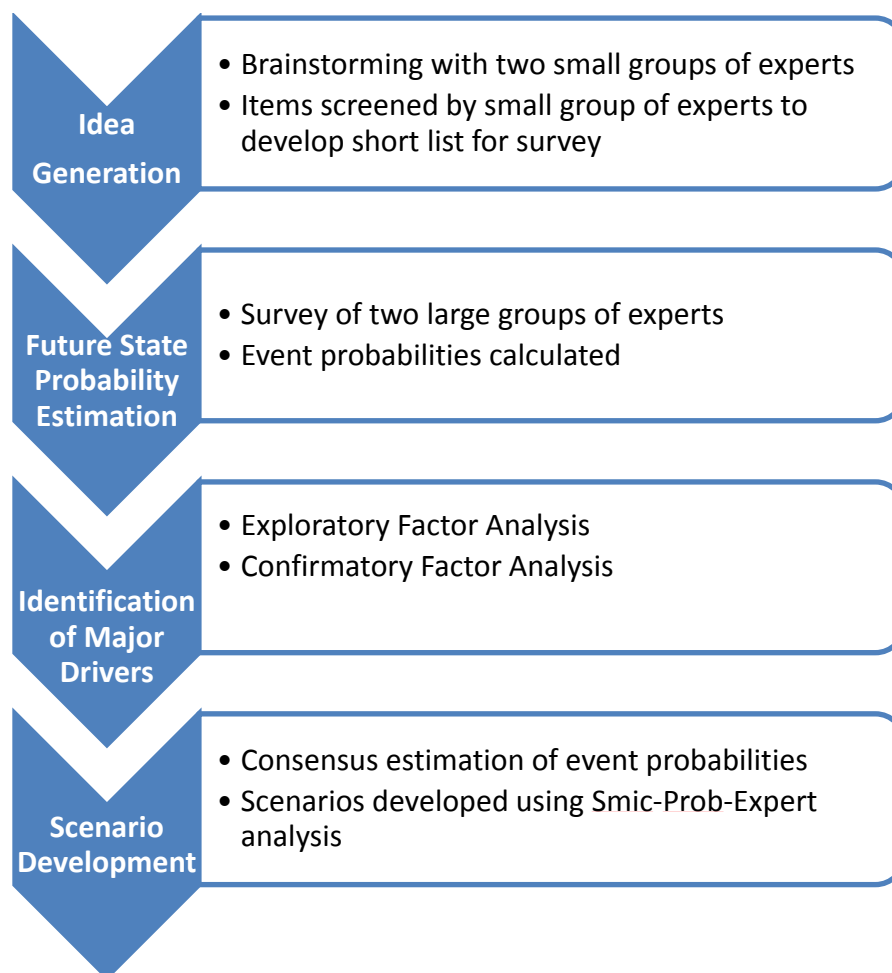 Idea
Generation
• Brainstorming with two small groups of experts
• Items screened by small group of experts to
develop short list for survey
Future State
Probability
Estimation
• Survey of two large groups of experts
• Event probabilities calculated
Identification
of Major
Drivers
• Exploratory Factor Analysis
• Confirmatory Factor Analysis
Scenario
Development
• Consensus estimation of event probabilities
• Scenarios developed using Smic-Prob-Expert
analysis